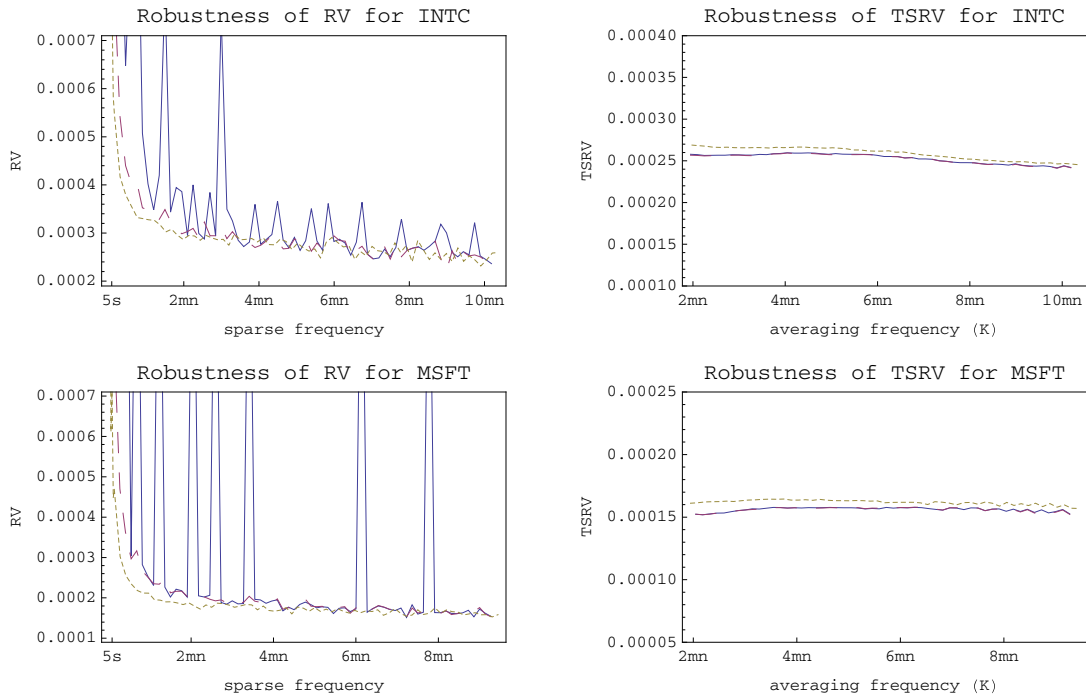 Robustness of RV for INTC
0.0007
0.0006
0.0005
0.0004
0.0003
0.0002
RV
5s 2mn 4mn 6mn 8mn 10mn
sparse frequency
Robustness of TSRV for INTC
0.00040
0.00035
0.00030
0.00025
0.00020
0.00015
0.00010
TSRV
2mn 4mn 6mn 8mn 10mn
averaging frequency (K)
Robustness of RV for MSFT
0.0007
0.0006
0.0005
0.0004
0.0003
0.0002
0.0001
RV
5s 2mn 4mn 6mn 8mn
sparse frequency
Robustness of TSRV for MSFT
0.00025
0.00020
0.00015
0.00010
0.00005
TSRV
2mn 4mn 6mn 8mn
averaging frequency (K)